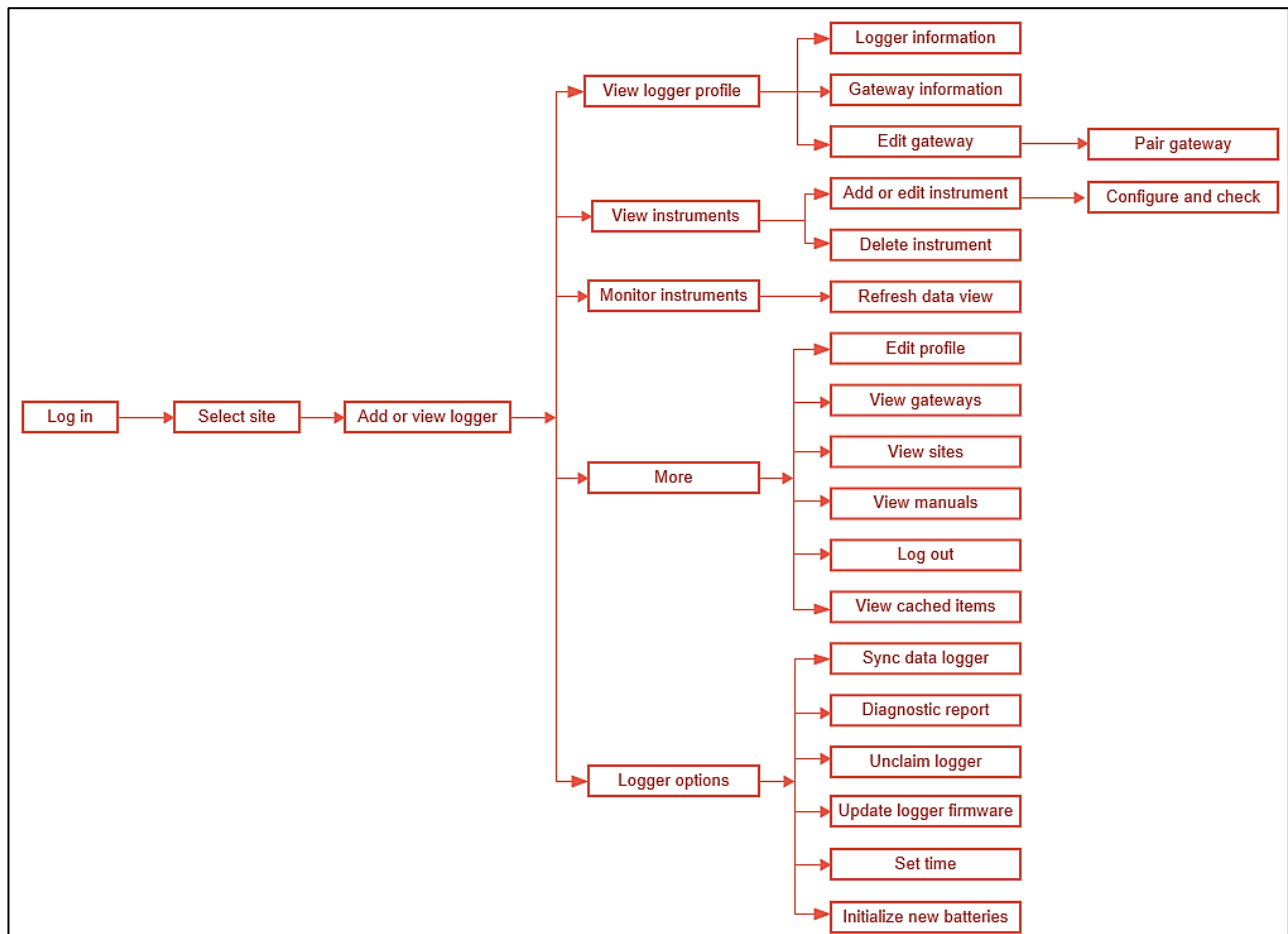 Logger information
View logger profile
Gateway information
Edit gateway
Pair gateway
Add or edit instrument
Configure and check
View instruments
Delete instrument
Monitor instruments
Refresh data view
Edit profile
View gateways
Log in
Select site
Add or view logger
View sites
More
View manuals
Log out
View cached items
Sync data logger
Diagnostic report
Unclaim logger
Logger options
Update logger firmware
Set time
Initialize new batteries